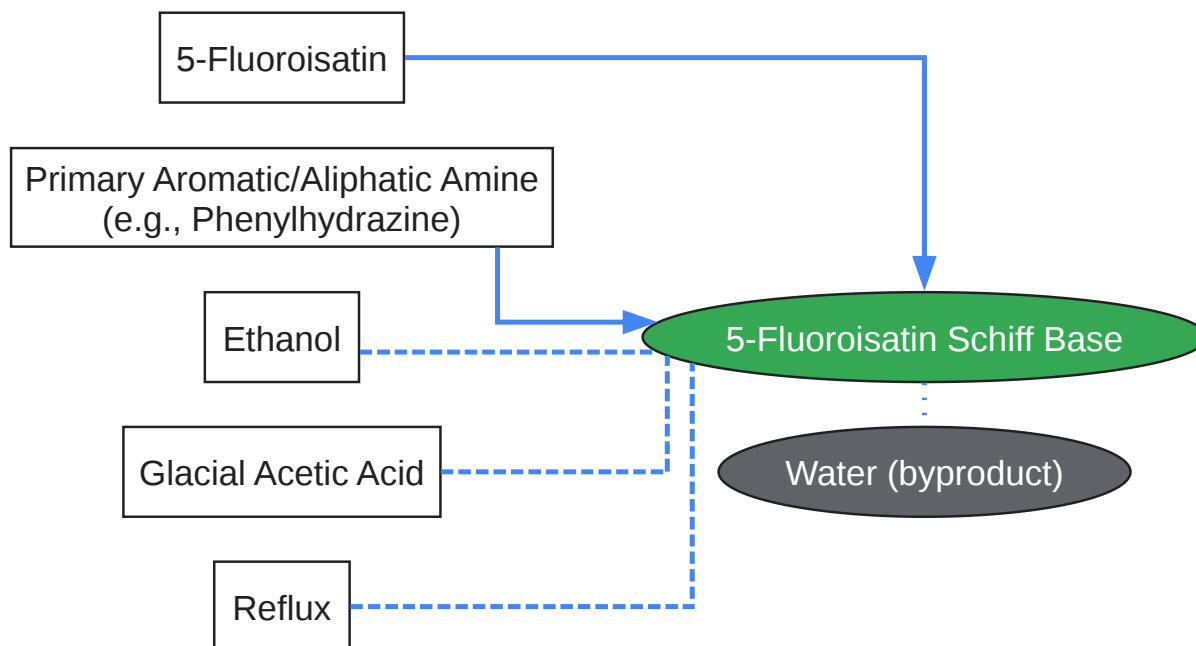 5-Fluoroisatin
Primary Aromatic/Aliphatic Amine
(e.g., Phenylhydrazine)
Ethanol
5-Fluoroisatin Schiff Base
Glacial Acetic Acid
Water (byproduct)
Reflux